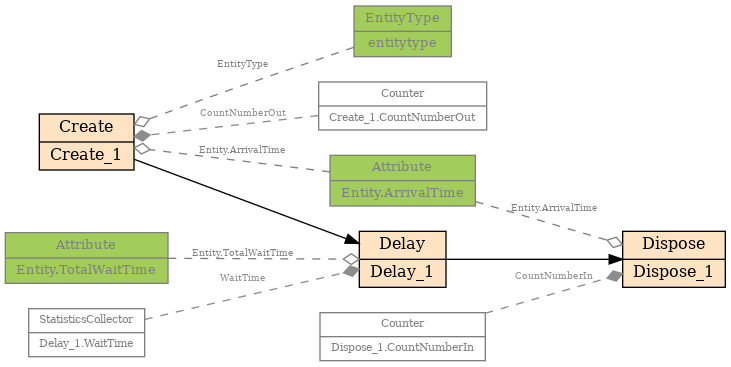 EntityType
entitytype
EntityType
Counter
Create_1.CountNumberOut
CountNumberOut
Create
Create_1
Entity.ArrivalTime
Attribute
Entity.ArrivalTime
Entity.ArrivalTime
Attribute
Entity.TotalWaitTime
Entity.TotalWaitTime
Delay
Delay_1
Dispose
Dispose_1
WaitTime
CountNumberIn
StatisticsCollector
Delay_1.WaitTime
Counter
Dispose_1.CountNumberIn